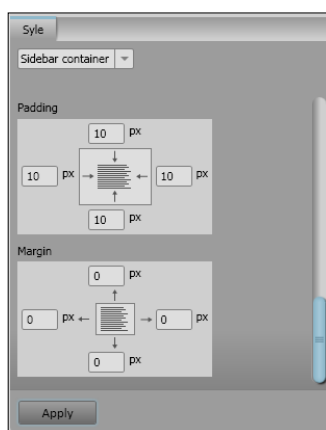 Syle
Sidebar container
Padding
10 px
10 px 10 px
10 px
Margin
0 px
0 px 0 px
0 px
Apply